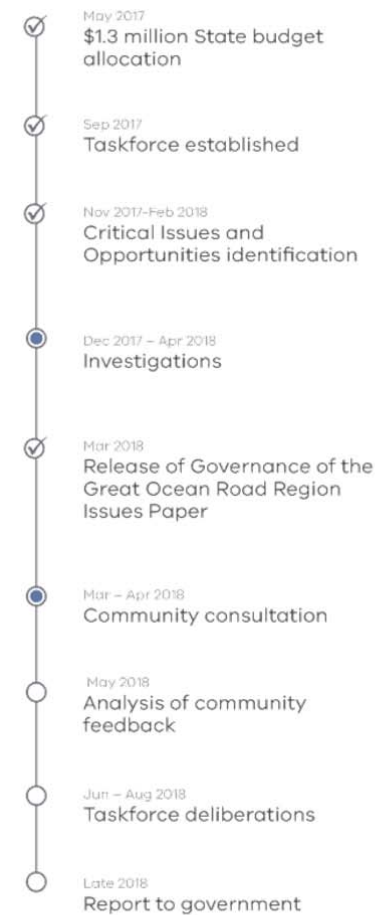 May 2017
$1.3 million State budget
allocation
Sep 2017
Taskforce established
Nov 2017-Feb 2018
Critical Issues and
Opportunities identification
Dec 2017 – Apr 2018
Investigations
Mar 2018
Release of Governance of the
Great Ocean Road Region
Issues Paper
Mar – Apr 2018
Community consultation
May 2018
Analysis of community
feedback
Jun – Aug 2018
Taskforce deliberations
Late 2018
Report to government